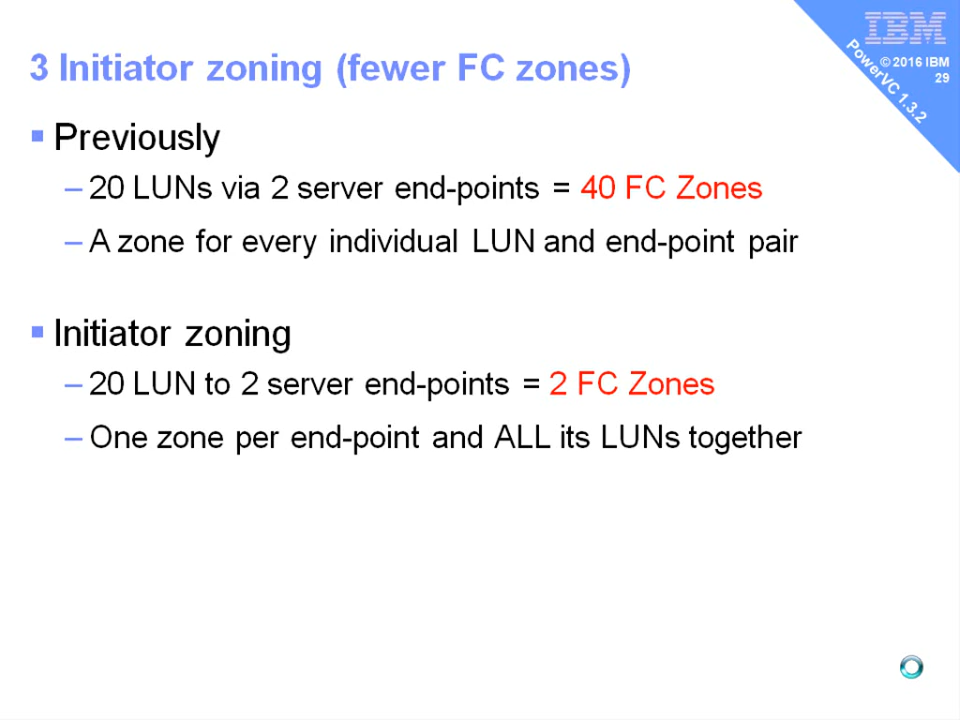 3 Initiator zoning (fewer FC zones)
IBM
© 2016 IBM
29
PowerVC 1.3.2
Previously
– 20 LUNs via 2 server end-points = 40 FC Zones
– A zone for every individual LUN and end-point pair
Initiator zoning
– 20 LUN to 2 server end-points = 2 FC Zones
– One zone per end-point and ALL its LUNs together